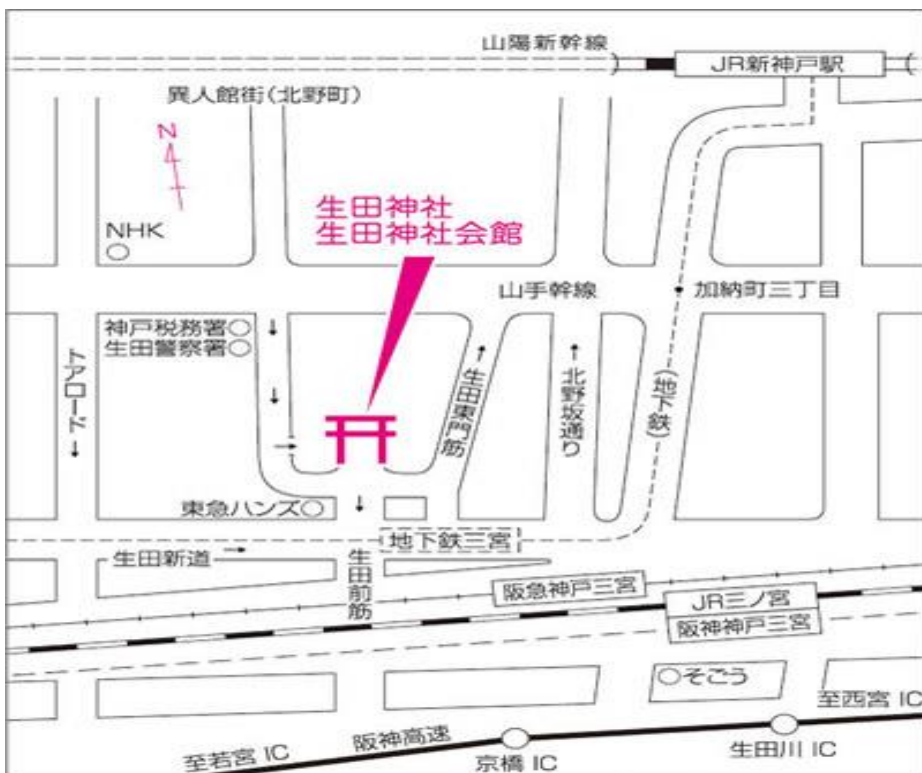 山陽新幹線
JR新神戸駅
異人館街(北野町)
N
生田神社
生田神社会館
NHK
山手幹線
加納町三丁目
神戸税務署
生田警察署
トアロード
生田東門筋
北野坂通り
(地下鉄)
東急ハンズ
地下鉄三宮
生田新道
生田前筋
阪急神戸三宮
JR三ノ宮
阪神神戸三宮
そごう
至西宮 IC
阪神高速
至若宮 IC
京橋 IC
生田川 IC